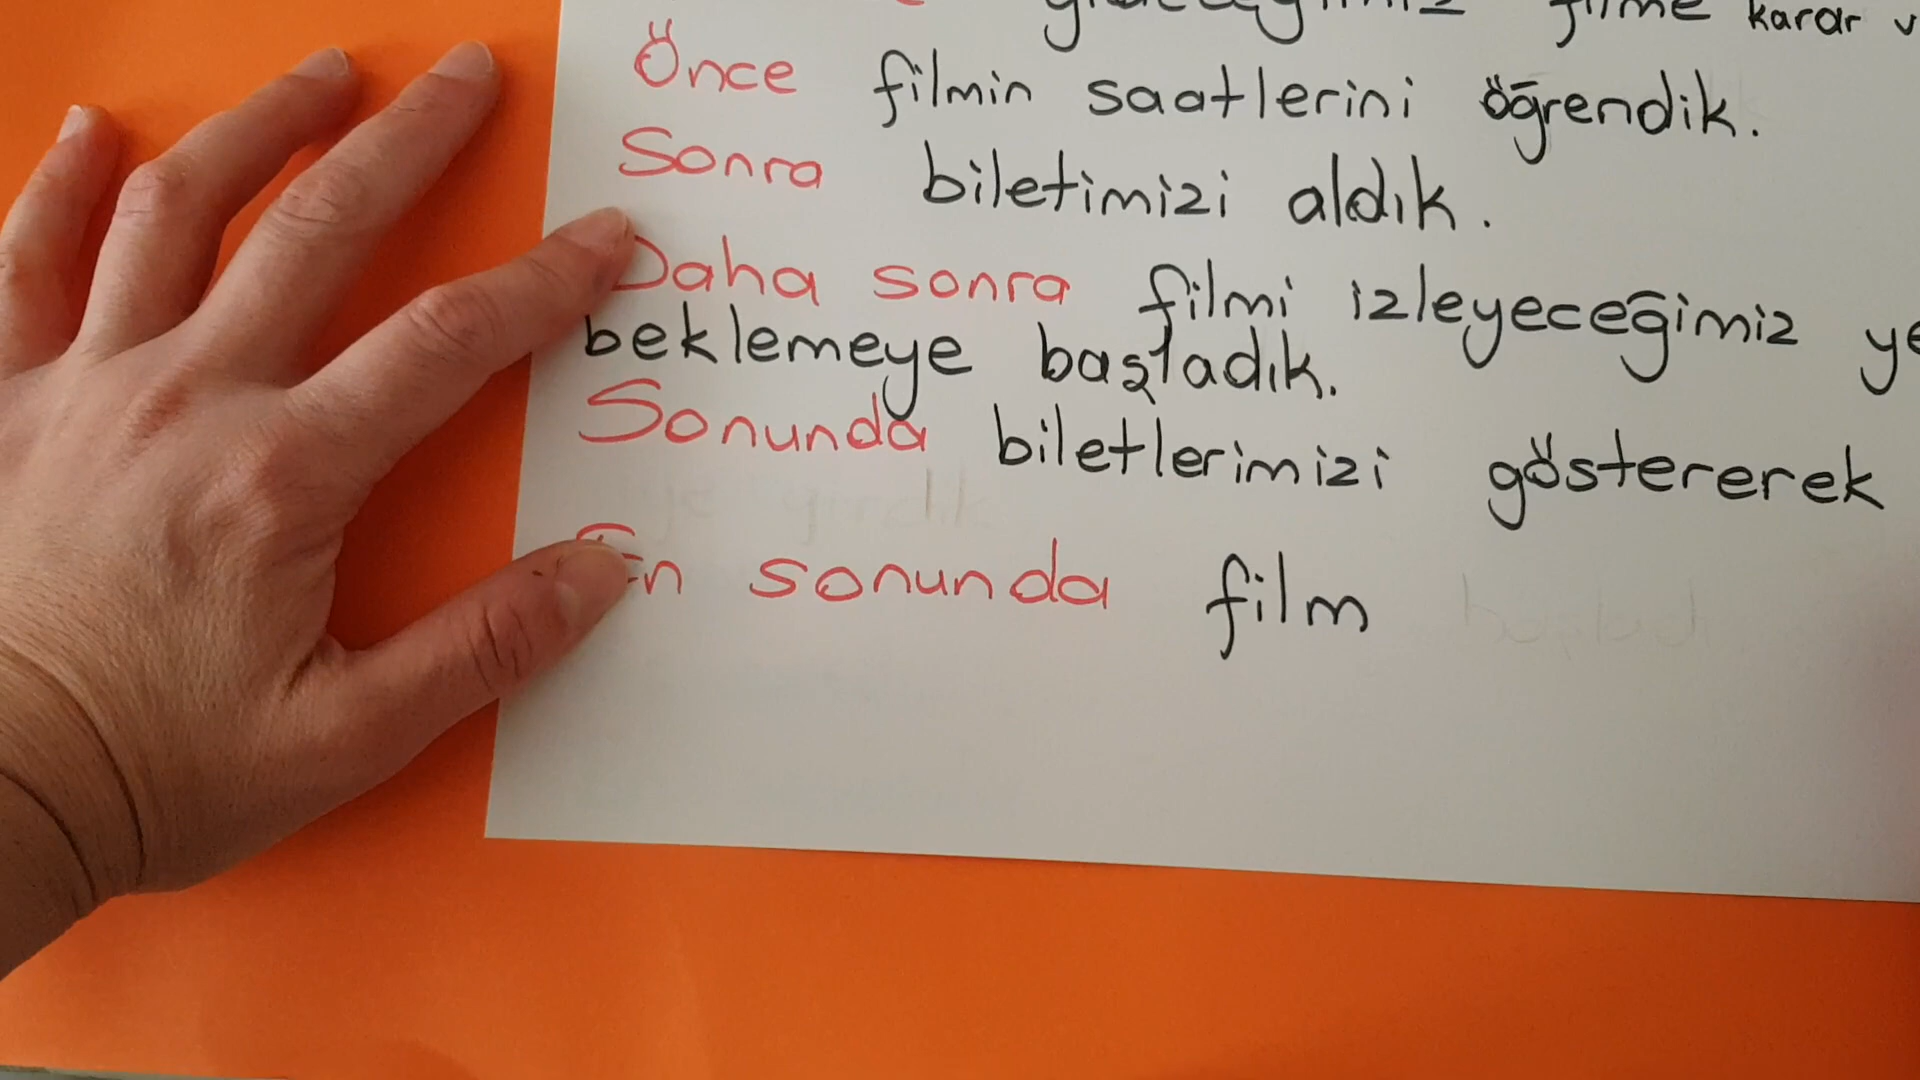 filme karar
Önce filmin saatlerini öğrendik.
Sonra biletimizi aldık.
Daha sonra filmi izleyeceğimiz
beklemeye başladık.
Sonunda biletlerimizi göstererek
En sonunda film